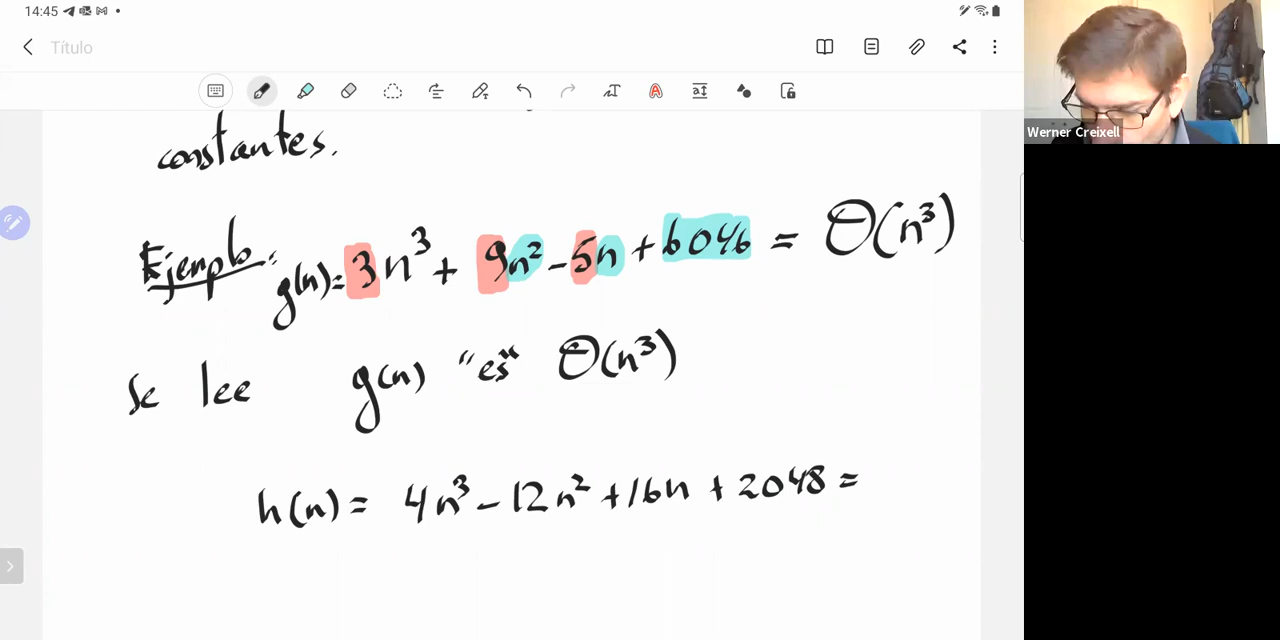 14:45
Título
Werner Creixell
constantes.
Ejemplo: g(n)= 3n³ + 9n² - 5n + 6046 = Θ(n³)
Se lee g(n) "es" Θ(n³)
h(n) = 4n³ - 12n² + 16n + 2048 =